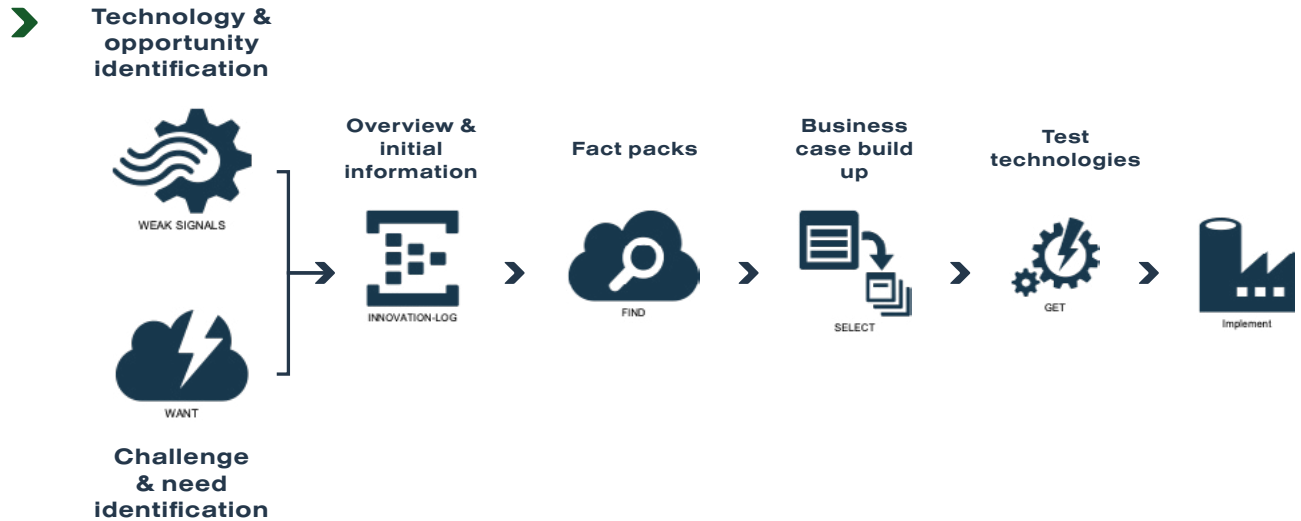 Technology &
opportunity
identification
WEAK SIGNALS
WANT
Challenge
& need
identification
Overview &
initial
information
INNOVATION-LOG
Fact packs
FIND
Business
case build
up
SELECT
Test
technologies
GET
Implement